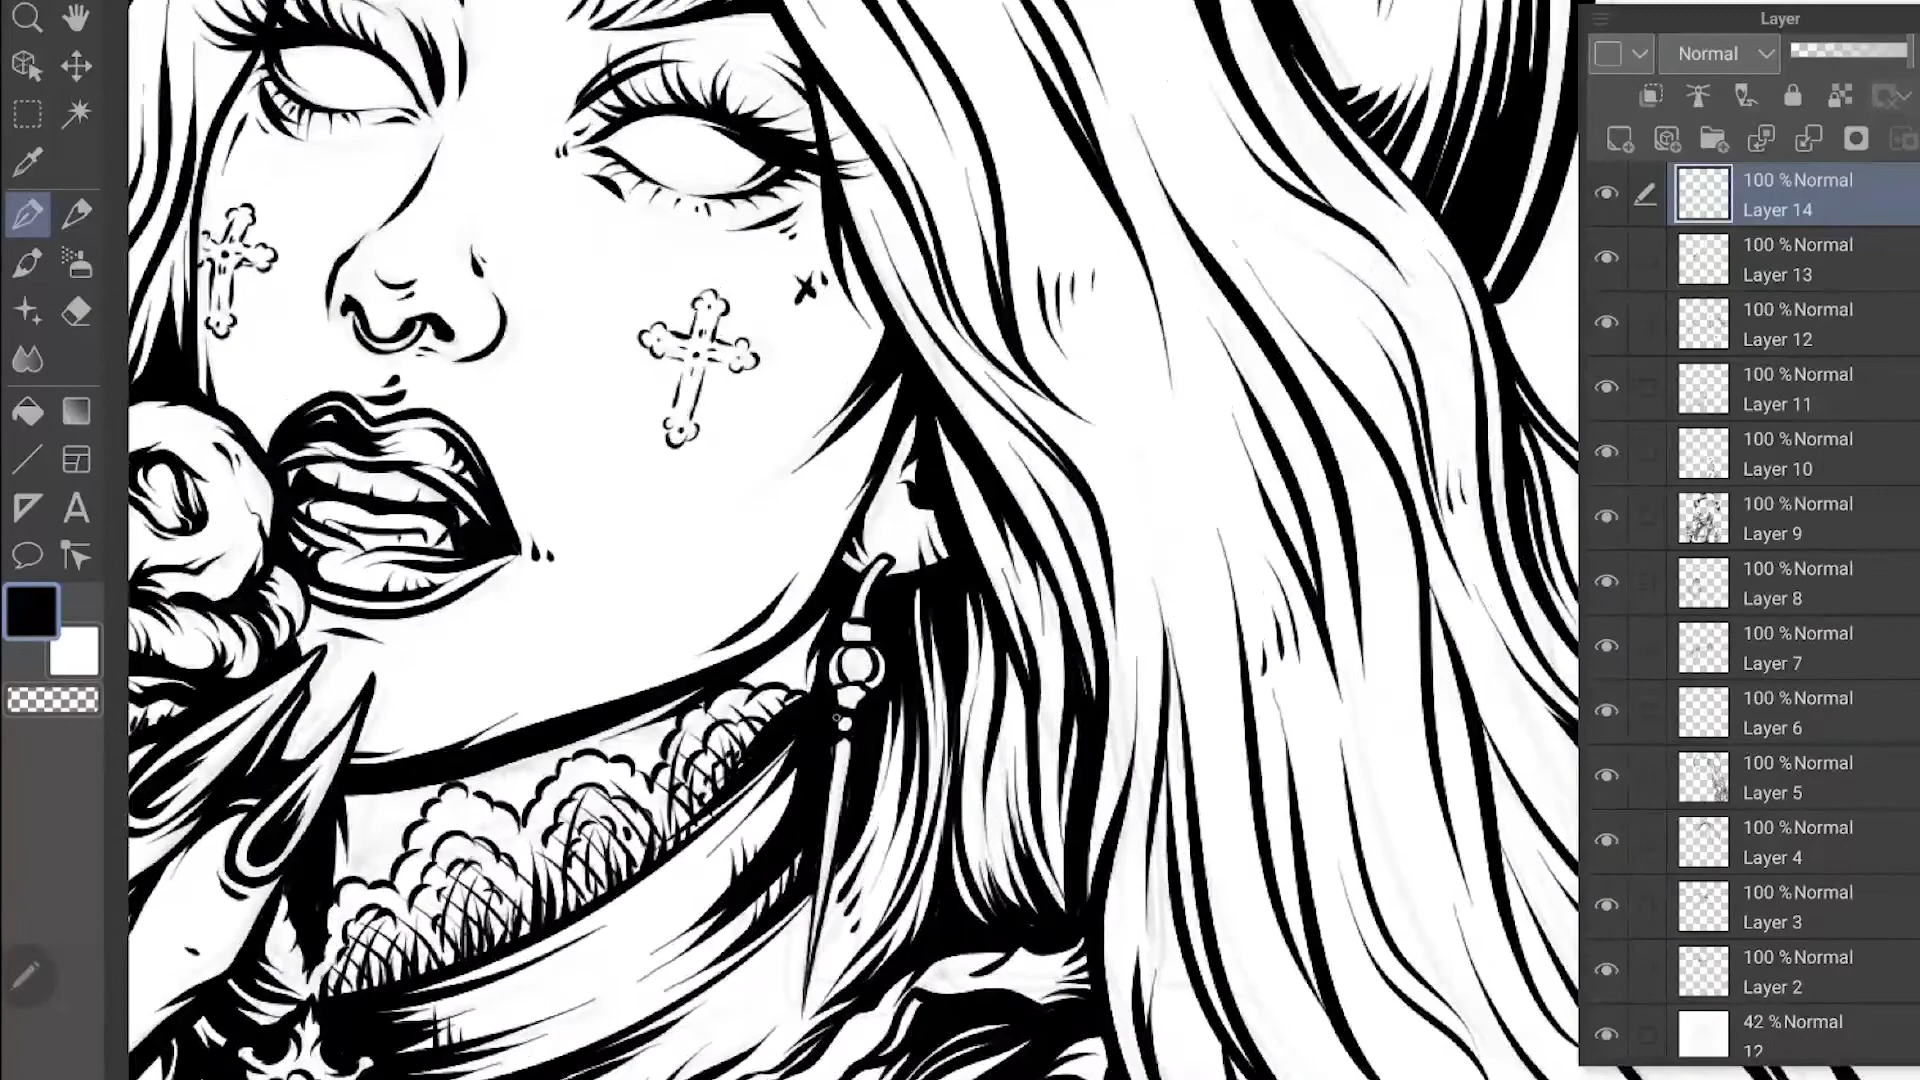 Layer
Normal
100 %Normal
Layer 14
100 %Normal
Layer 13
100 %Normal
Layer 12
100 %Normal
Layer 11
100 %Normal
Layer 10
100 %Normal
Layer 9
100 %Normal
Layer 8
100 %Normal
Layer 7
100 %Normal
Layer 6
100 %Normal
Layer 5
100 %Normal
Layer 4
100 %Normal
Layer 3
100 %Normal
Layer 2
42 %Normal
12